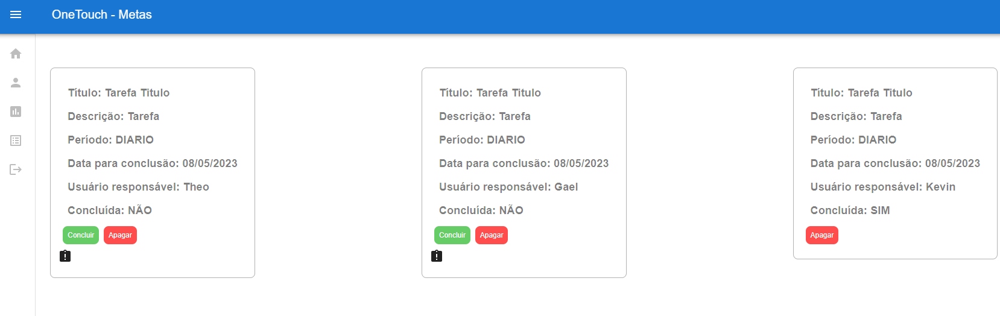 OneTouch - Metas
Título: Tarefa Titulo
Descrição: Tarefa
Período: DIARIO
Data para conclusão: 08/05/2023
Usuário responsável: Theo
Concluída: NÃO
Concluir Apagar
Título: Tarefa Titulo
Descrição: Tarefa
Período: DIARIO
Data para conclusão: 08/05/2023
Usuário responsável: Gael
Concluída: NÃO
Concluir Apagar
Título: Tarefa Titulo
Descrição: Tarefa
Período: DIARIO
Data para conclusão: 08/05/2023
Usuário responsável: Kevin
Concluída: SIM
Apagar